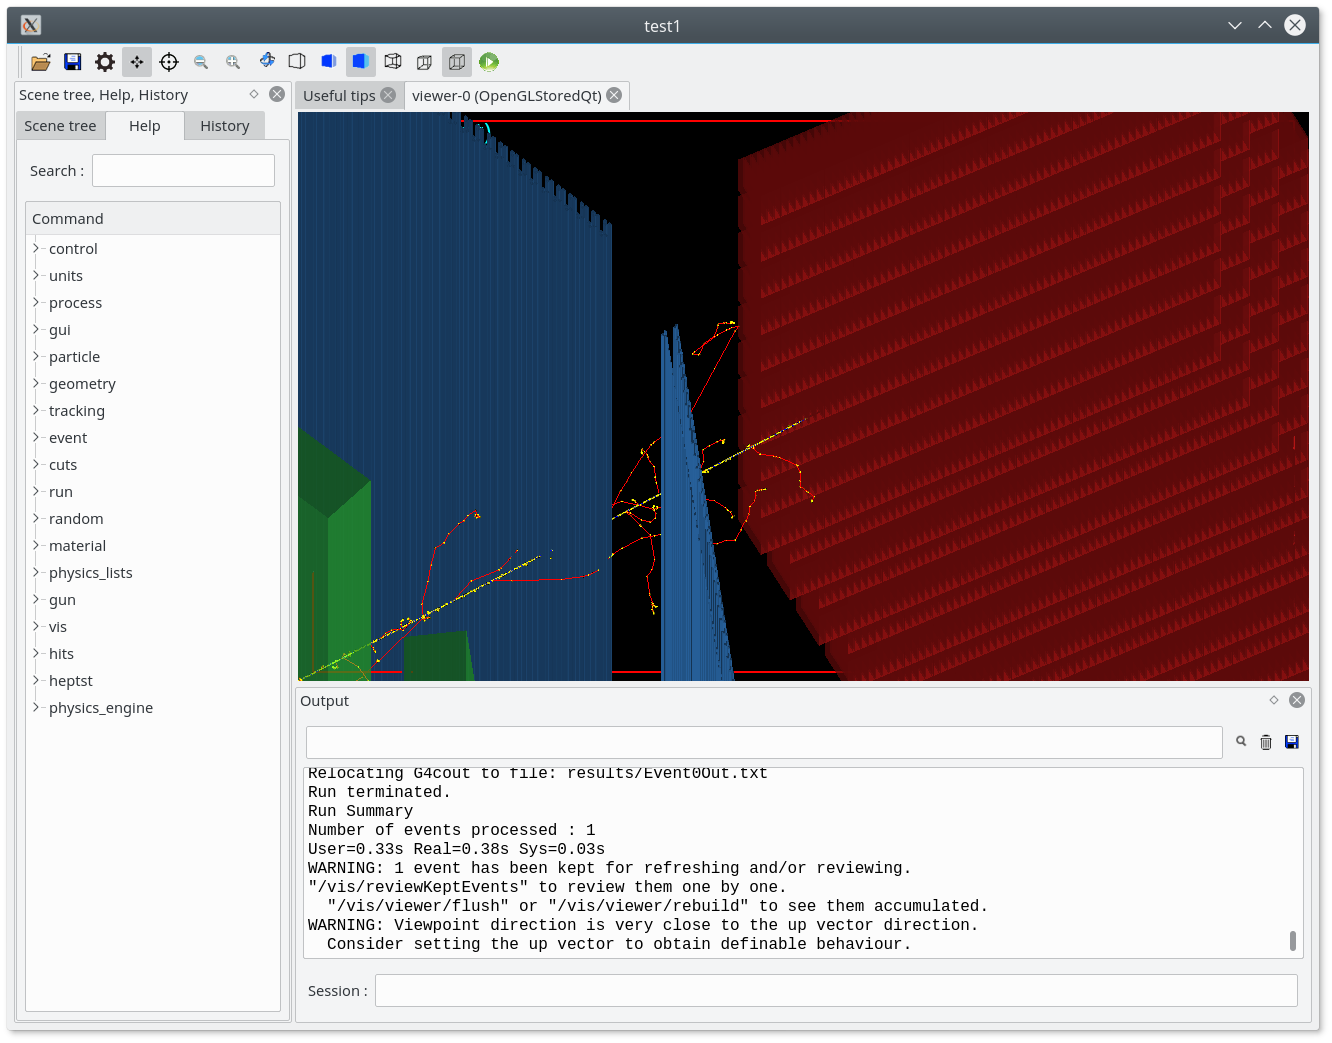 test1
Scene tree, Help, History
Useful tips
viewer-0 (OpenGLStoredQt)
Scene tree
Help
History
Search :
Command
control
units
process
gui
particle
geometry
tracking
event
cuts
run
random
material
physics_lists
gun
vis
hits
heptst
physics_engine
Output
Relocating G4cout to file: results/Event0Out.txt
Run terminated.
Run Summary
Number of events processed : 1
User=0.33s Real=0.38s Sys=0.03s
WARNING: 1 event has been kept for refreshing and/or reviewing.
"/vis/reviewKeptEvents" to review them one by one.
"/vis/viewer/flush" or "/vis/viewer/rebuild" to see them accumulated.
WARNING: Viewpoint direction is very close to the up vector direction.
Consider setting the up vector to obtain definable behaviour.
Session :